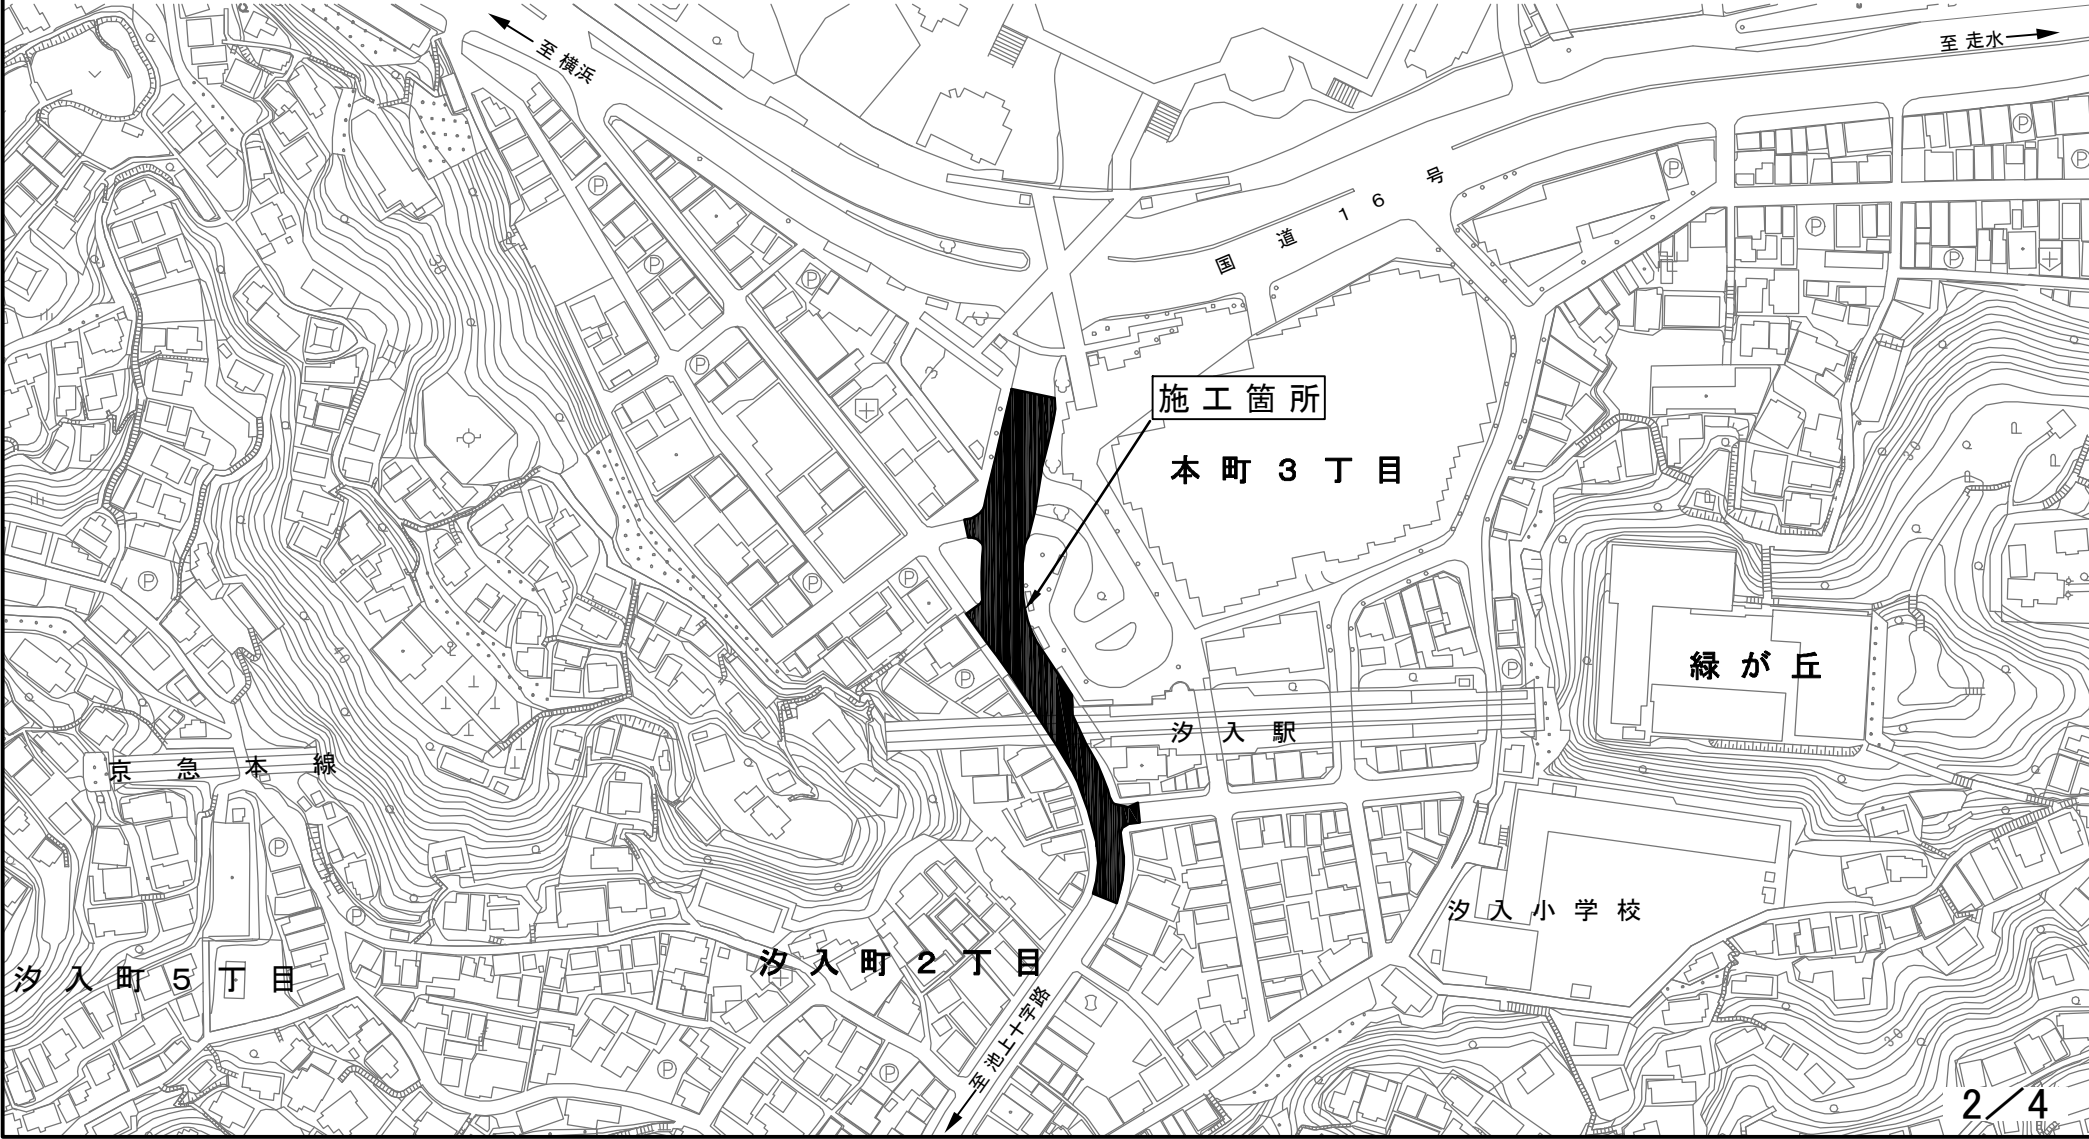 至 横浜
至 走水
国道16号
施工箇所
本町3丁目
緑が丘
汐入駅
京急本線
汐入小学校
汐入町2丁目
汐入町5丁目
至 池上十字路
2/4